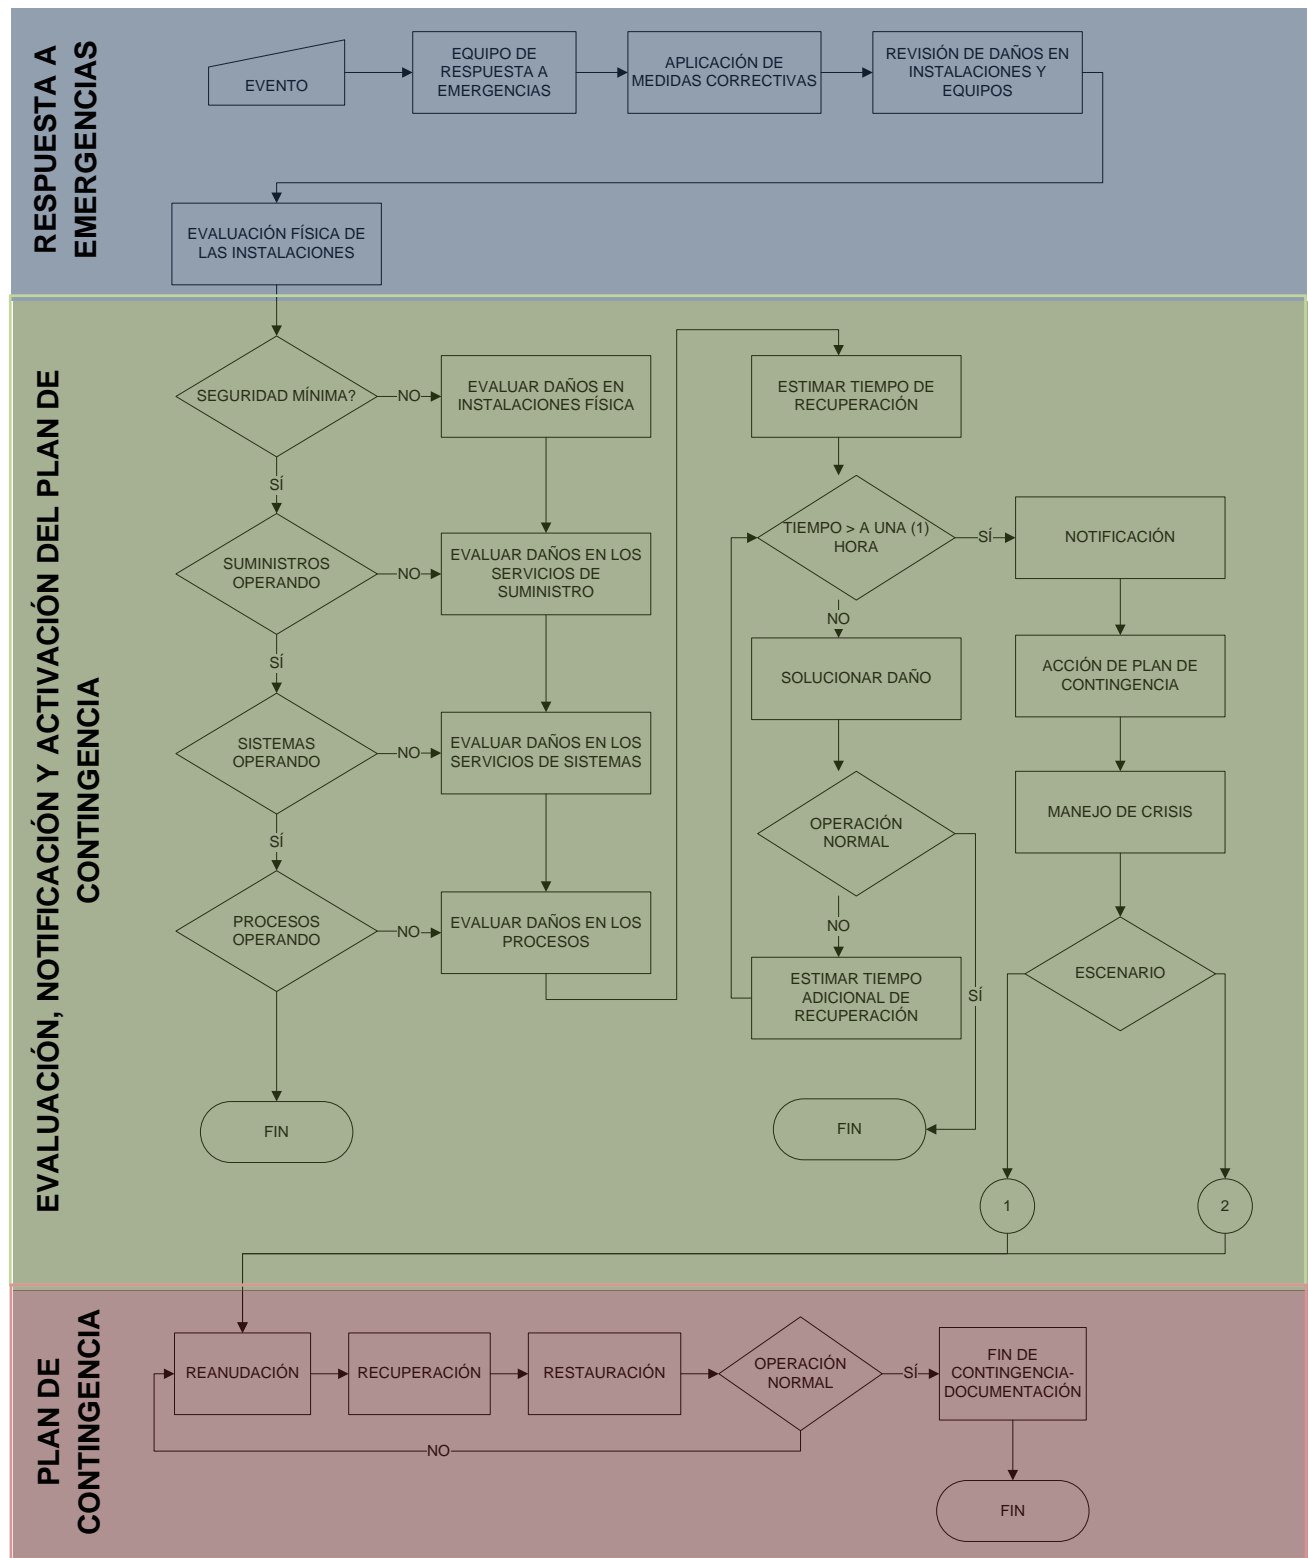 RESPUESTA A
EMERGENCIAS
EVENTO
EQUIPO DE
RESPUESTA A
EMERGENCIAS
APLICACIÓN DE
MEDIDAS CORRECTIVAS
REVISIÓN DE DAÑOS EN
INSTALACIONES Y
EQUIPOS
EVALUACIÓN FÍSICA DE
LAS INSTALACIONES
EVALUACIÓN, NOTIFICACIÓN Y ACTIVACIÓN DEL PLAN DE
CONTINGENCIA
SEGURIDAD MÍNIMA?
NO
EVALUAR DAÑOS EN
INSTALACIONES FÍSICA
SÍ
SUMINISTROS
OPERANDO
NO
EVALUAR DAÑOS EN LOS
SERVICIOS DE
SUMINISTRO
SÍ
SISTEMAS
OPERANDO
NO
EVALUAR DAÑOS EN LOS
SERVICIOS DE SISTEMAS
SÍ
PROCESOS
OPERANDO
NO
EVALUAR DAÑOS EN LOS
PROCESOS
FIN
ESTIMAR TIEMPO DE
RECUPERACIÓN
TIEMPO > A UNA (1)
HORA
SÍ
NOTIFICACIÓN
NO
SOLUCIONAR DAÑO
ACCIÓN DE PLAN DE
CONTINGENCIA
OPERACIÓN
NORMAL
MANEJO DE CRISIS
NO
ESTIMAR TIEMPO
ADICIONAL DE
RECUPERACIÓN
SÍ
ESCENARIO
FIN
1
2
PLAN DE
CONTINGENCIA
REANUDACIÓN
RECUPERACIÓN
RESTAURACIÓN
OPERACIÓN
NORMAL
SÍ
FIN DE
CONTINGENCIA-
DOCUMENTACIÓN
NO
FIN